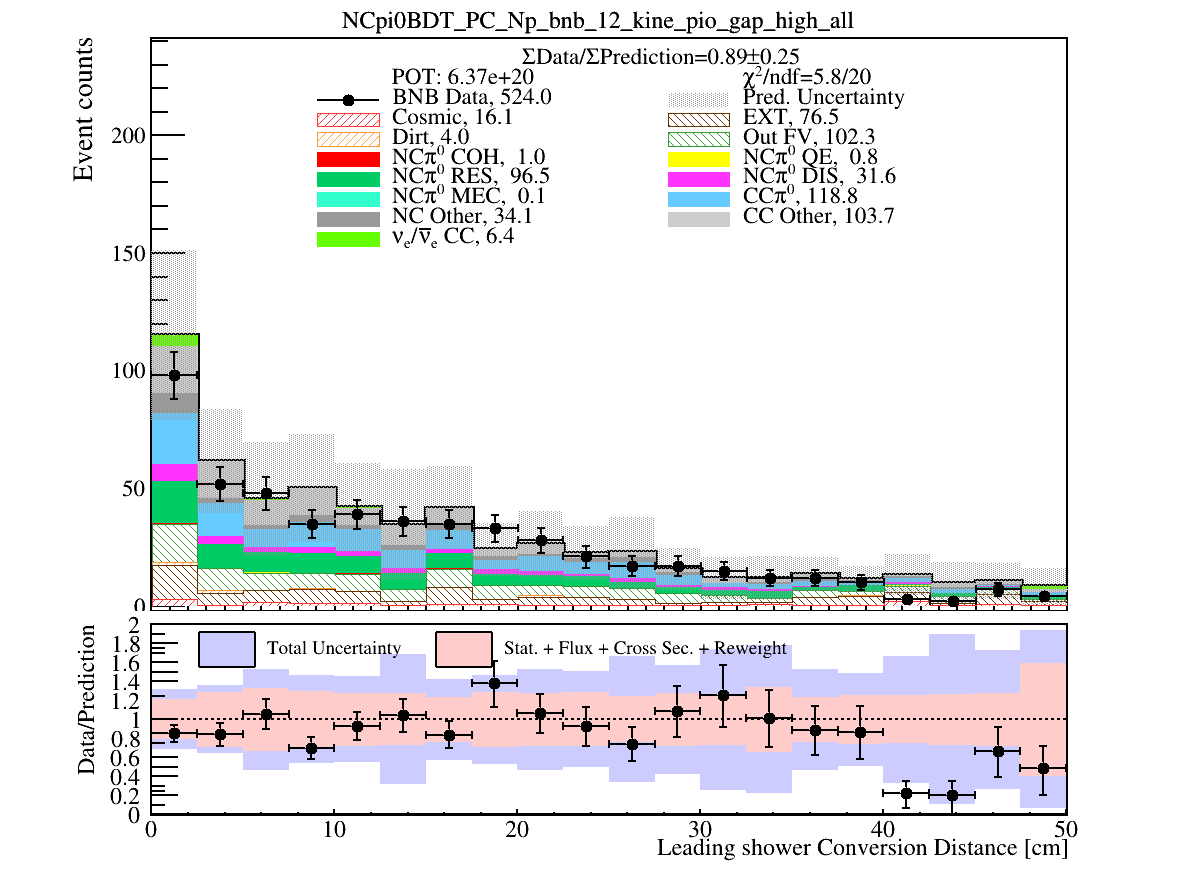 NCpi0BDT_PC_Np_bnb_12_kine_pio_gap_high_all
ΣData/ΣPrediction=0.89±0.25
POT: 6.37e+20
χ²/ndf=5.8/20
BNB Data, 524.0
Pred. Uncertainty
Cosmic, 16.1
EXT, 76.5
Dirt, 4.0
Out FV, 102.3
NCπ⁰ COH, 1.0
NCπ⁰ QE, 0.8
NCπ⁰ RES, 96.5
NCπ⁰ DIS, 31.6
NCπ⁰ MEC, 0.1
CCπ⁰, 118.8
NC Other, 34.1
CC Other, 103.7
νₑ/ν̅ₑ CC, 6.4
Event counts
200
150
100
50
0
Total Uncertainty
Stat. + Flux + Cross Sec. + Reweight
Data/Prediction
2
1.8
1.6
1.4
1.2
1
0.8
0.6
0.4
0.2
0
0 10 20 30 40 50
Leading shower Conversion Distance [cm]